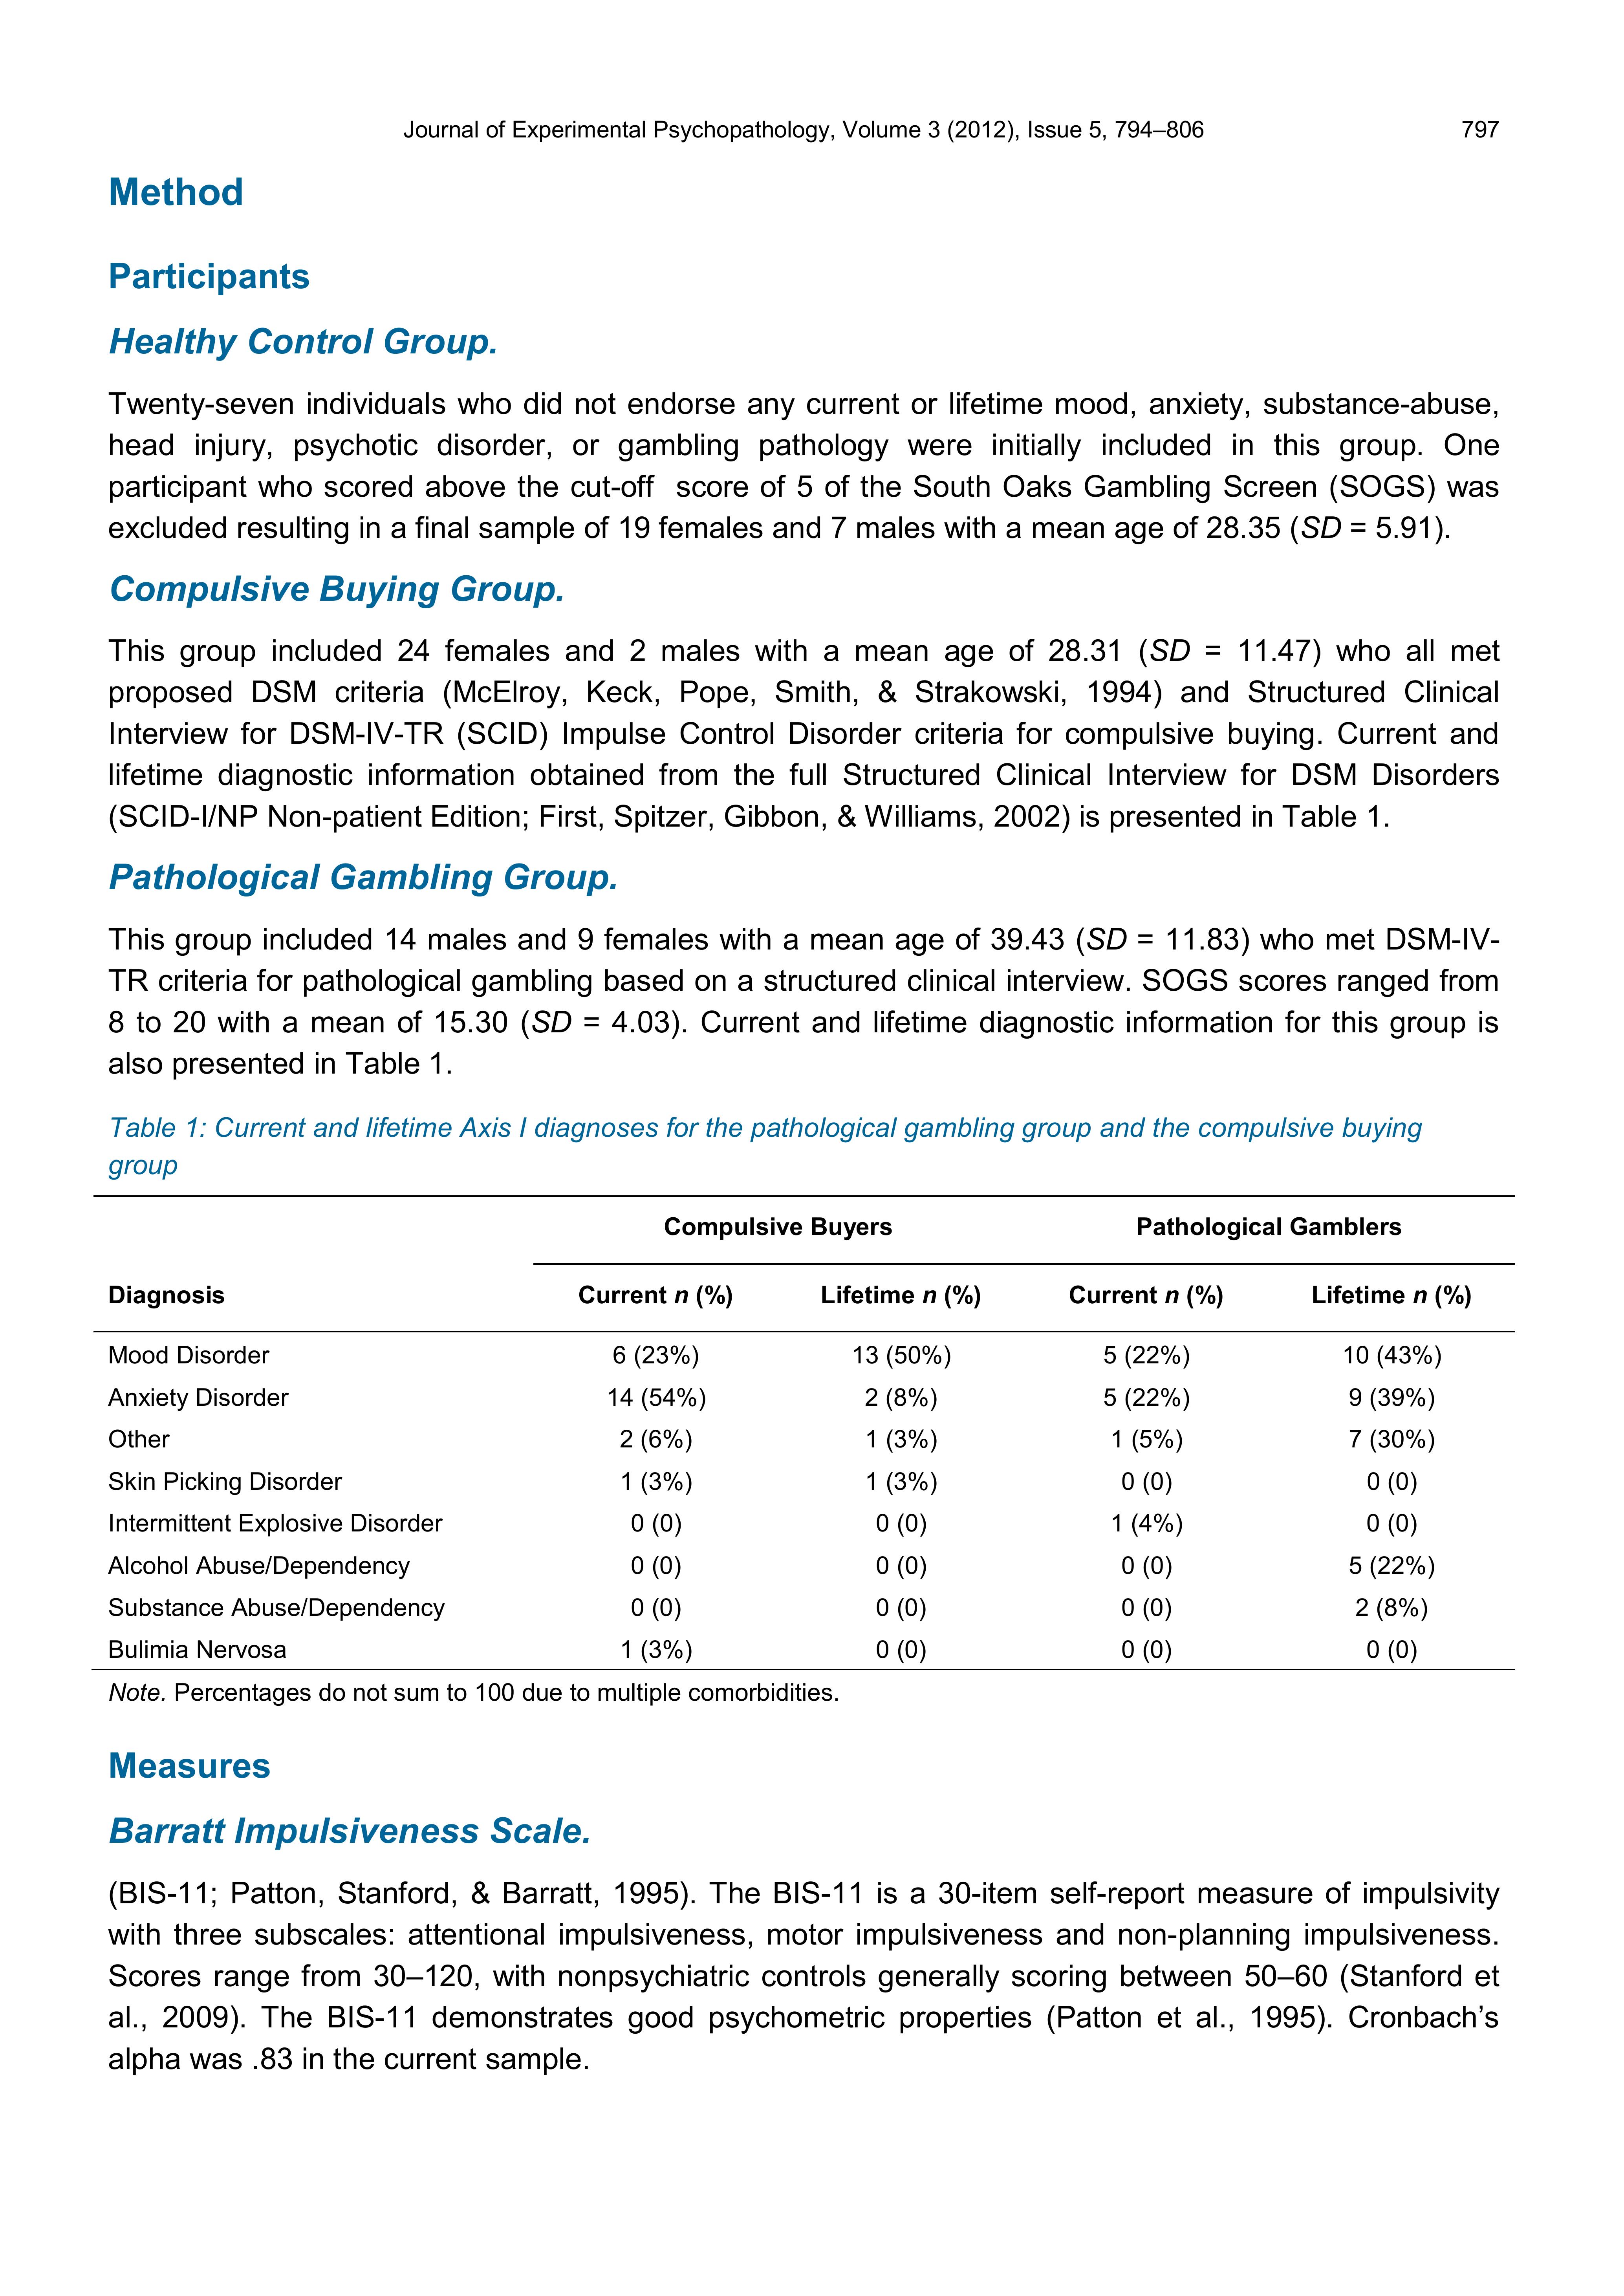 Journal of Experimental Psychopathology, Volume 3 (2012), Issue 5, 794–806 797
Method
Participants
Healthy Control Group.
Twenty-seven individuals who did not endorse any current or lifetime mood, anxiety, substance-abuse,
head injury, psychotic disorder, or gambling pathology were initially included in this group. One
participant who scored above the cut-off score of 5 of the South Oaks Gambling Screen (SOGS) was
excluded resulting in a final sample of 19 females and 7 males with a mean age of 28.35 (SD = 5.91).
Compulsive Buying Group.
This group included 24 females and 2 males with a mean age of 28.31 (SD = 11.47) who all met
proposed DSM criteria (McElroy, Keck, Pope, Smith, & Strakowski, 1994) and Structured Clinical
Interview for DSM-IV-TR (SCID) Impulse Control Disorder criteria for compulsive buying. Current and
lifetime diagnostic information obtained from the full Structured Clinical Interview for DSM Disorders
(SCID-I/NP Non-patient Edition; First, Spitzer, Gibbon, & Williams, 2002) is presented in Table 1.
Pathological Gambling Group.
This group included 14 males and 9 females with a mean age of 39.43 (SD = 11.83) who met DSM-IV-
TR criteria for pathological gambling based on a structured clinical interview. SOGS scores ranged from
8 to 20 with a mean of 15.30 (SD = 4.03). Current and lifetime diagnostic information for this group is
also presented in Table 1.
Table 1: Current and lifetime Axis I diagnoses for the pathological gambling group and the compulsive buying
group
Compulsive Buyers Pathological Gamblers
Diagnosis Current n (%) Lifetime n (%) Current n (%) Lifetime n (%)
Mood Disorder 6 (23%) 13 (50%) 5 (22%) 10 (43%)
Anxiety Disorder 14 (54%) 2 (8%) 5 (22%) 9 (39%)
Other 2 (6%) 1 (3%) 1 (5%) 7 (30%)
Skin Picking Disorder 1 (3%) 1 (3%) 0 (0) 0 (0)
Intermittent Explosive Disorder 0 (0) 0 (0) 1 (4%) 0 (0)
Alcohol Abuse/Dependency 0 (0) 0 (0) 0 (0) 5 (22%)
Substance Abuse/Dependency 0 (0) 0 (0) 0 (0) 2 (8%)
Bulimia Nervosa 1 (3%) 0 (0) 0 (0) 0 (0)
Note. Percentages do not sum to 100 due to multiple comorbidities.
Measures
Barratt Impulsiveness Scale.
(BIS-11; Patton, Stanford, & Barratt, 1995). The BIS-11 is a 30-item self-report measure of impulsivity
with three subscales: attentional impulsiveness, motor impulsiveness and non-planning impulsiveness.
Scores range from 30–120, with nonpsychiatric controls generally scoring between 50–60 (Stanford et
al., 2009). The BIS-11 demonstrates good psychometric properties (Patton et al., 1995). Cronbach’s
alpha was .83 in the current sample.